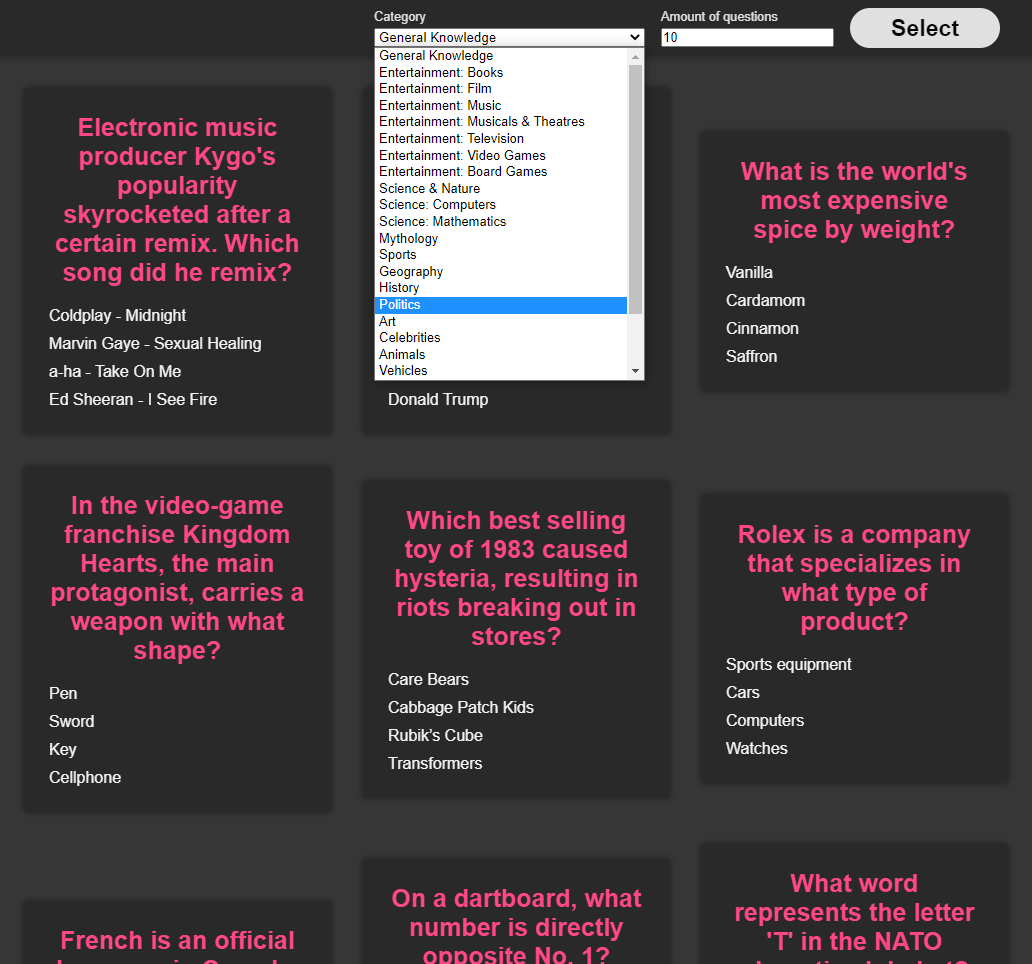 Category
General Knowledge
Amount of questions
10
Select
General Knowledge
Entertainment: Books
Entertainment: Film
Entertainment: Music
Entertainment: Musicals & Theatres
Entertainment: Television
Entertainment: Video Games
Entertainment: Board Games
Science & Nature
Science: Computers
Science: Mathematics
Mythology
Sports
Geography
History
Politics
Art
Celebrities
Animals
Vehicles
Electronic music
producer Kygo's
popularity
skyrocketed after a
certain remix. Which
song did he remix?
Coldplay - Midnight
Marvin Gaye - Sexual Healing
a-ha - Take On Me
Ed Sheeran - I See Fire
Donald Trump
What is the world's
most expensive
spice by weight?
Vanilla
Cardamom
Cinnamon
Saffron
In the video-game
franchise Kingdom
Hearts, the main
protagonist, carries a
weapon with what
shape?
Pen
Sword
Key
Cellphone
Which best selling
toy of 1983 caused
hysteria, resulting in
riots breaking out in
stores?
Care Bears
Cabbage Patch Kids
Rubik’s Cube
Transformers
Rolex is a company
that specializes in
what type of
product?
Sports equipment
Cars
Computers
Watches
French is an official
On a dartboard, what
number is directly
opposite No. 1?
What word
represents the letter
'T' in the NATO